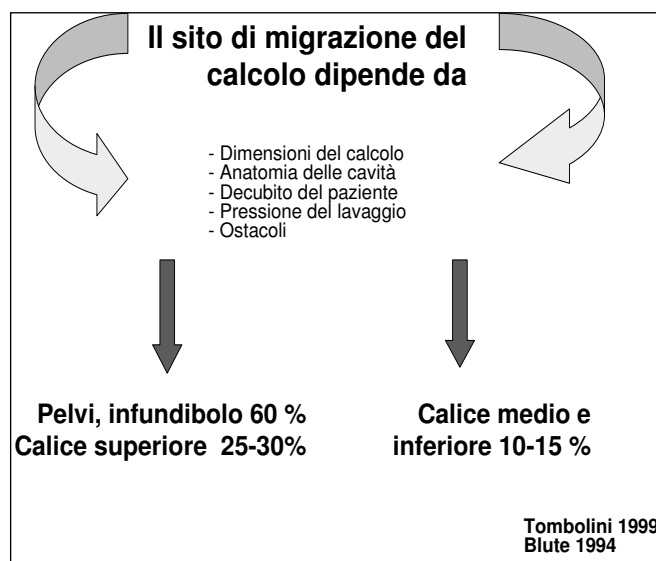 Il sito di migrazione del
calcolo dipende da
- Dimensioni del calcolo
- Anatomia delle cavità
- Decubito del paziente
- Pressione del lavaggio
- Ostacoli
Pelvi, infundibolo 60 %
Calice superiore 25-30%
Calice medio e
inferiore 10-15 %
Tombolini 1999
Blute 1994